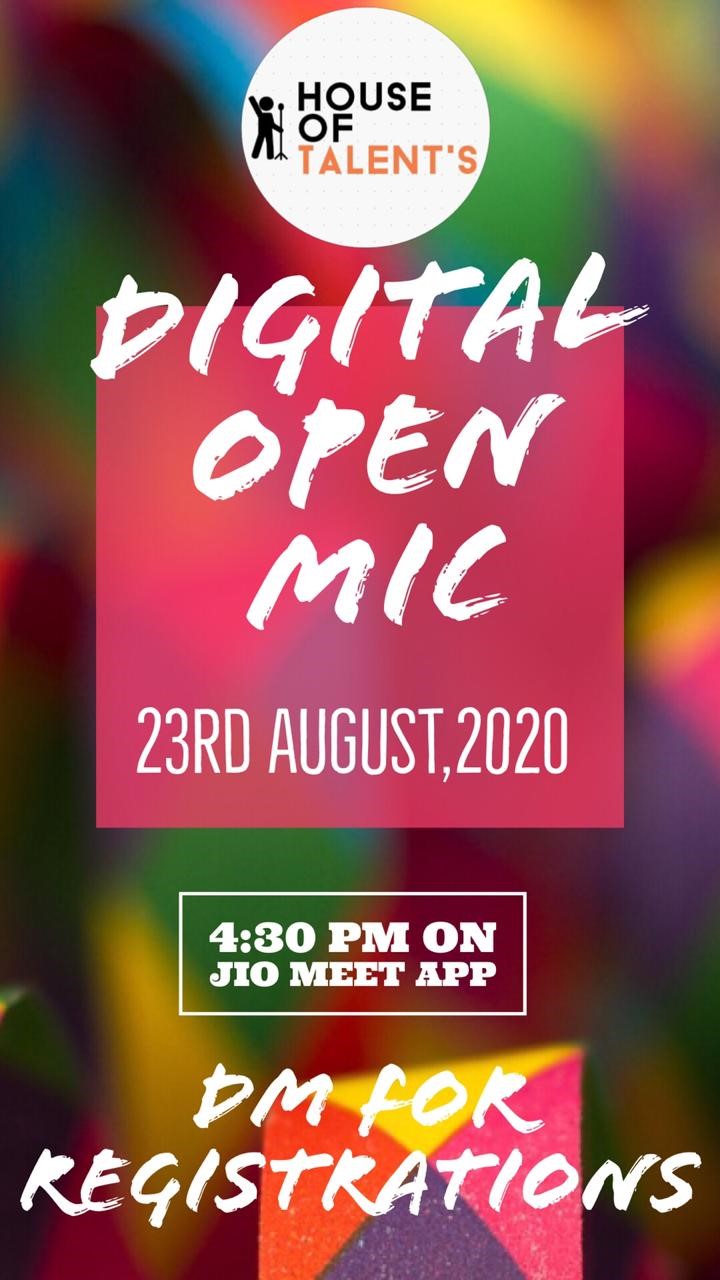 HOUSE
OF
TALENT'S
DIGITAL
OPEN
MIC
23RD AUGUST,2020
4:30 PM ON
JIO MEET APP
DM FOR
REGISTRATIONS